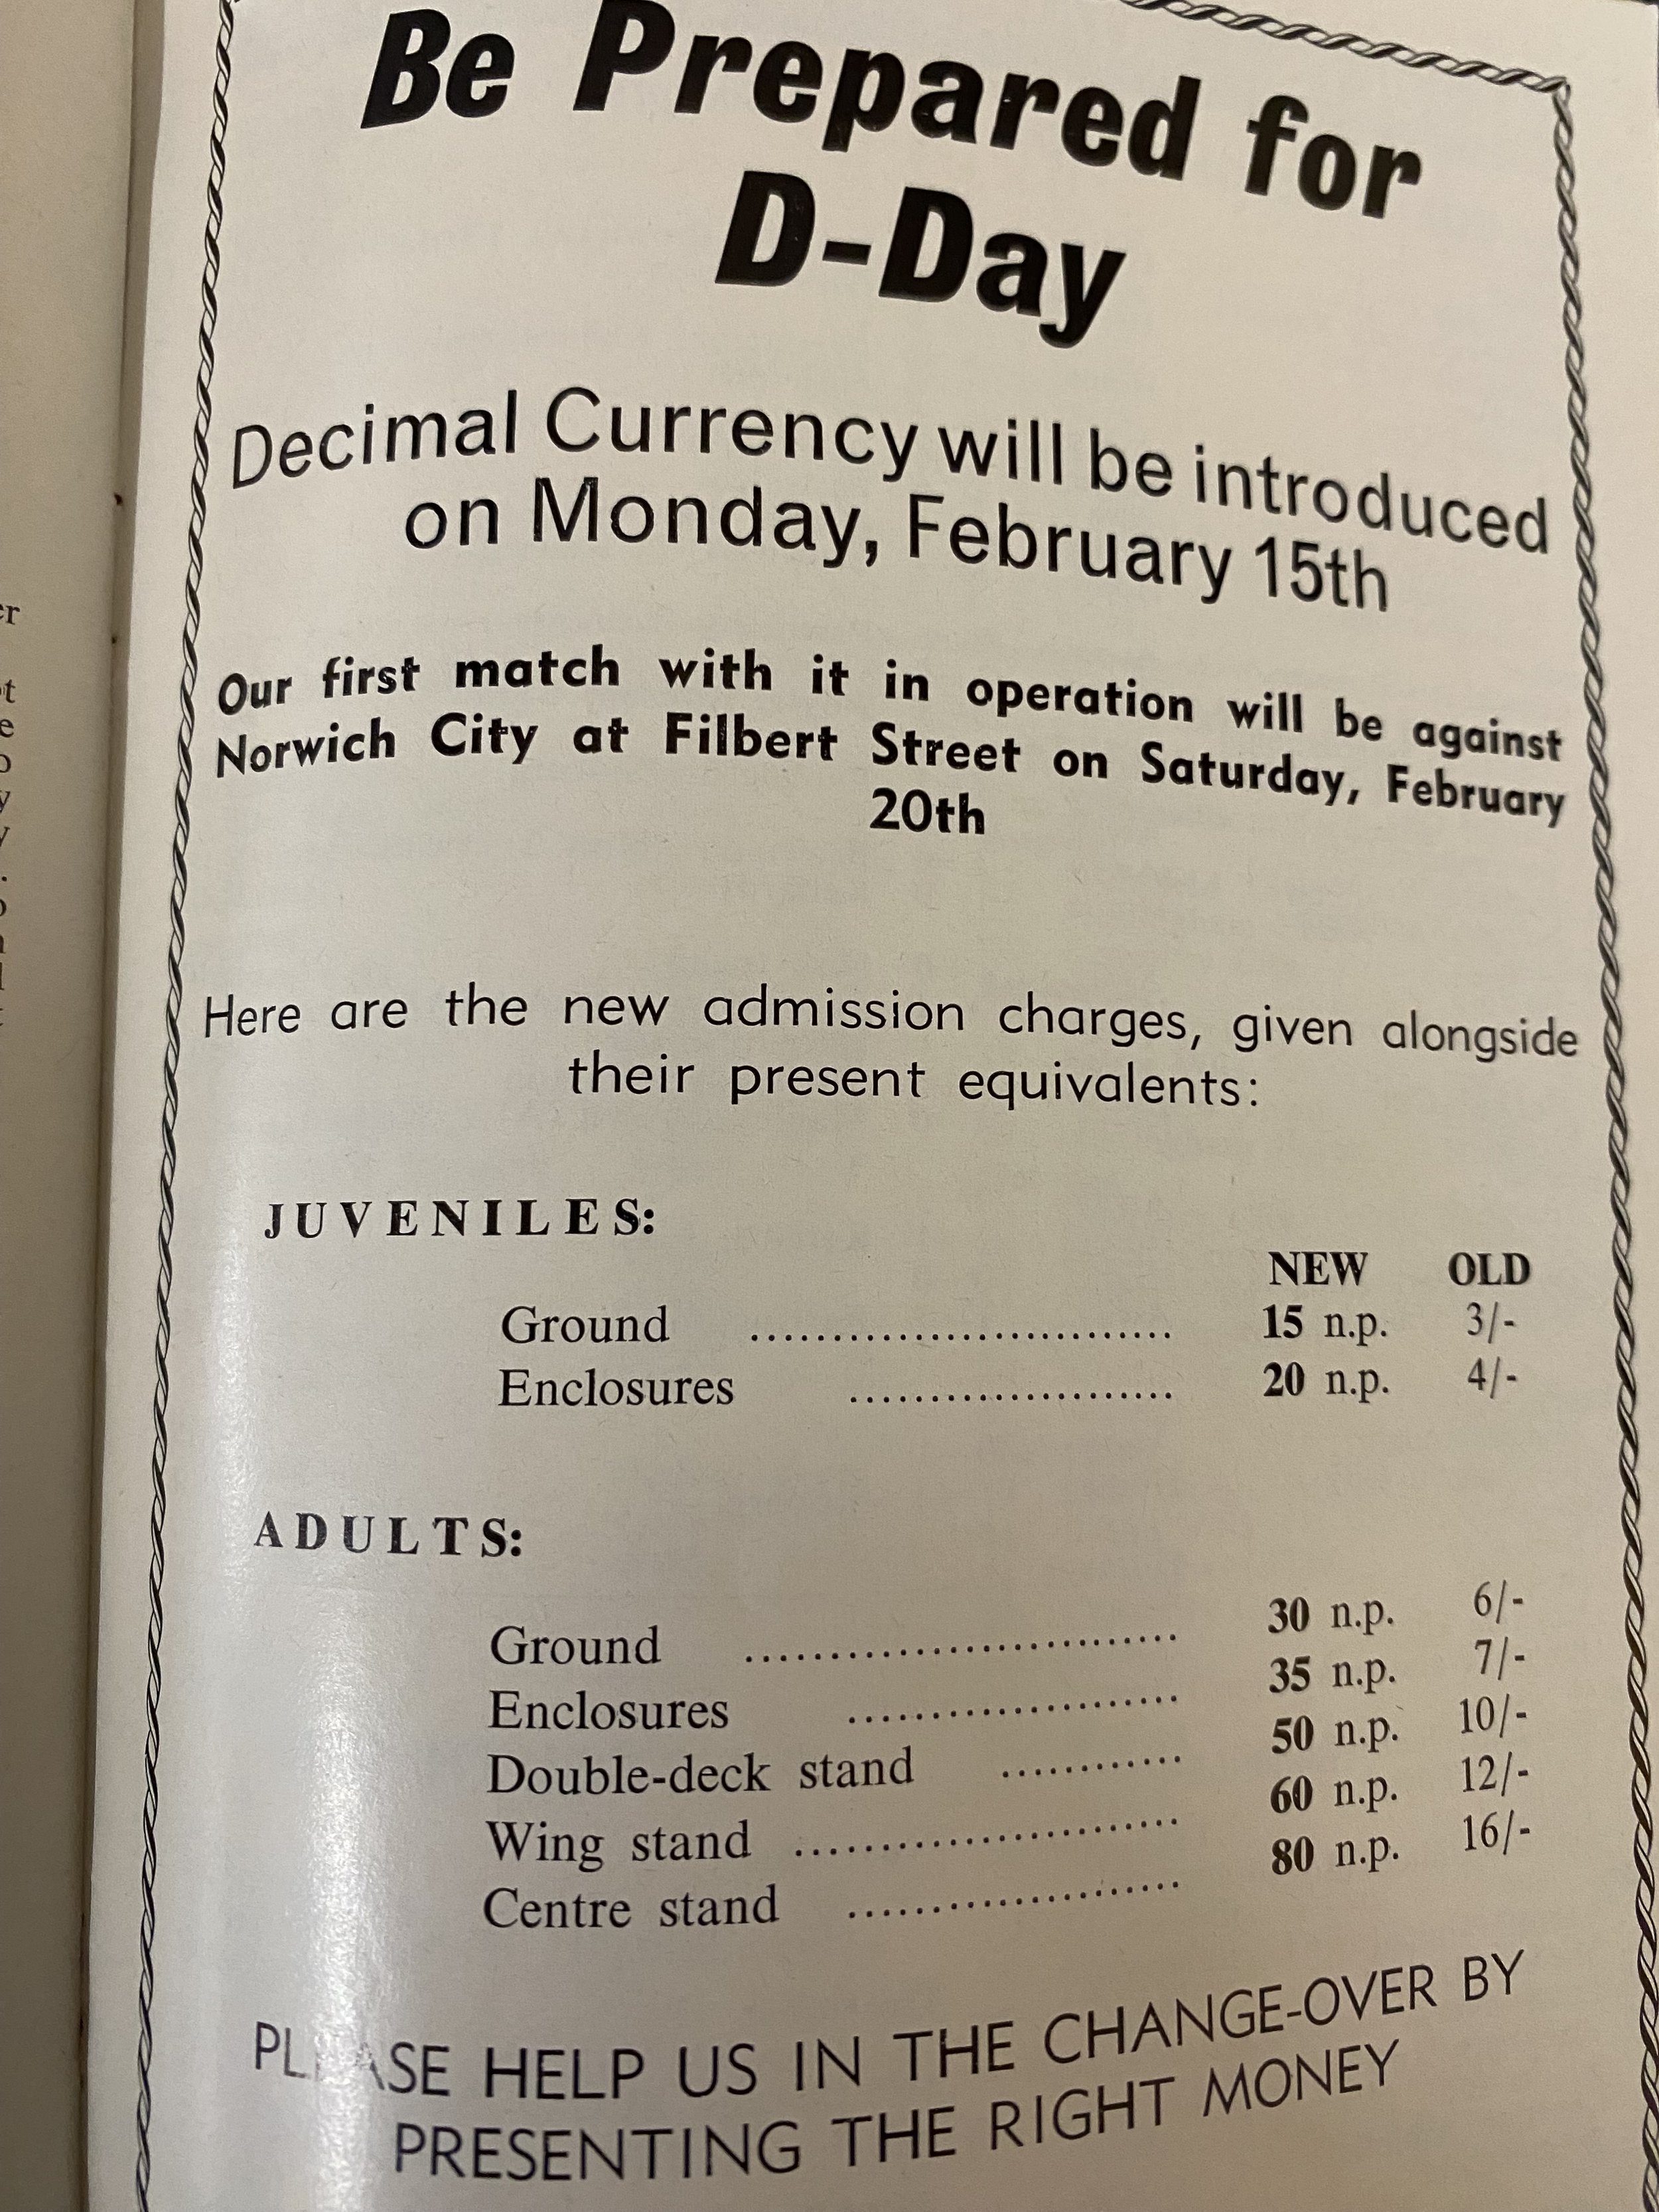 Be Prepared for
D-Day
Decimal Currency will be introduced
on Monday, February 15th
Our first match with it in operation will be against
Norwich City at Filbert Street on Saturday, February
20th
Here are the new admission charges, given alongside
their present equivalents:
JUVENILES:
NEW OLD
Ground .......................... 15 n.p. 3/-
Enclosures .................... 20 n.p. 4/-
ADULTS:
Ground .......................... 30 n.p. 6/-
Enclosures .................... 35 n.p. 7/-
Double-deck stand ........... 50 n.p. 10/-
Wing stand ........................ 60 n.p. 12/-
Centre stand .................... 80 n.p. 16/-
PLEASE HELP US IN THE CHANGE-OVER BY
PRESENTING THE RIGHT MONEY